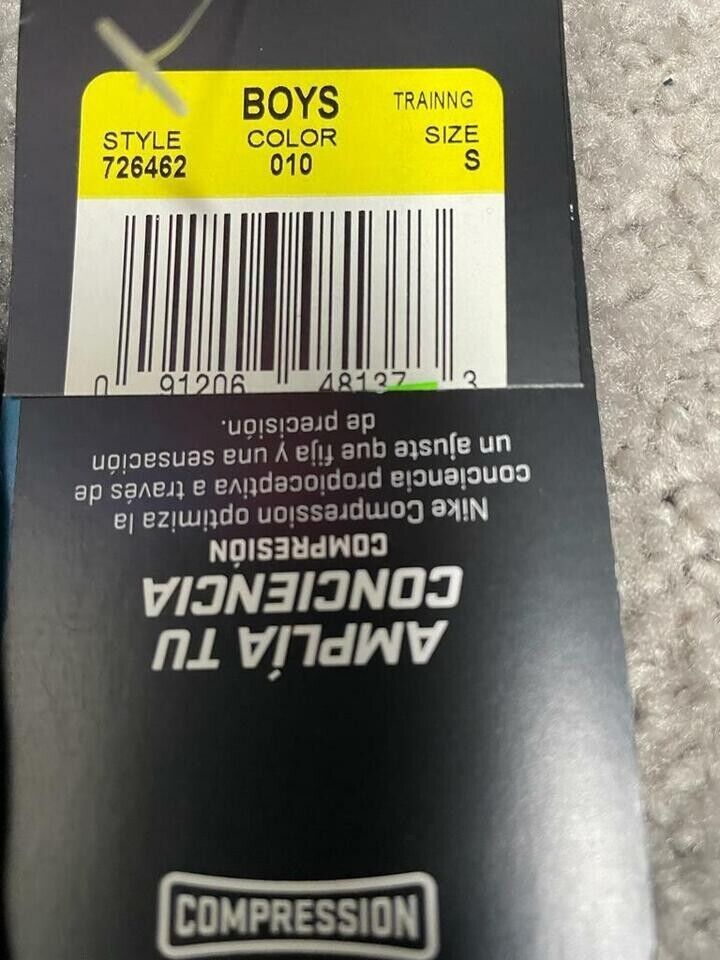 BOYS TRAINNG
STYLE COLOR SIZE
726462 010 S
0 91206 48137 3
AMPLÍA TU
CONCIENCIA
COMPRESIÓN
Nike Compression optimiza la
conciencia propioceptiva a través de
un ajuste que fija y una sensación
de precisión.
COMPRESSION